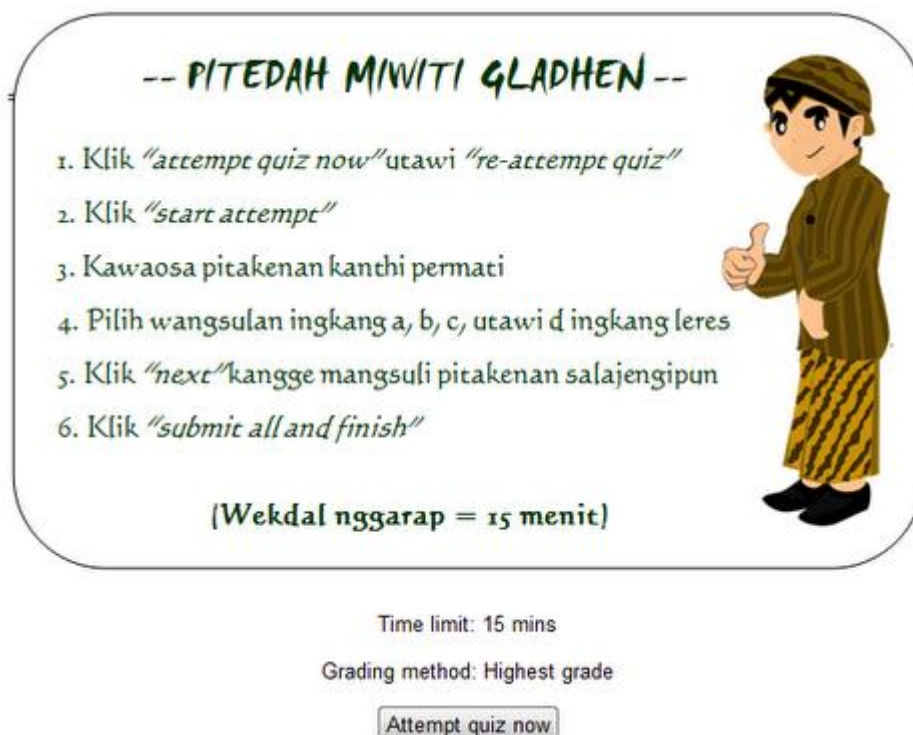 -- PITEDAH MIWITI GLADHEN --
1. Klik "attempt quiz now" utawi "re-attempt quiz"
2. Klik "start attempt"
3. Kawaosa pitakenan kanthi permati
4. Pilih wangsulan ingkang a, b, c, utawi d ingkang leres
5. Klik "next" kangge mangsuli pitakenan salajengipun
6. Klik "submit all and finish"
(Wekdal nggarap = 15 menit)
Time limit: 15 mins
Grading method: Highest grade
Attempt quiz now